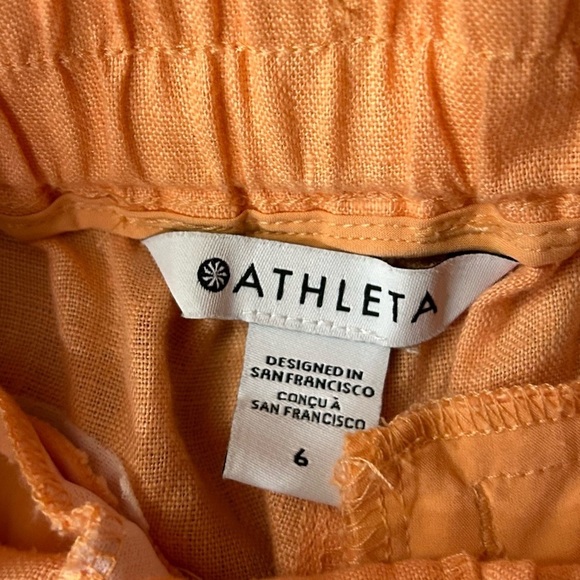 ATHLETA
DESIGNED IN
SAN FRANCISCO
CONÇU À
SAN FRANCISCO
6